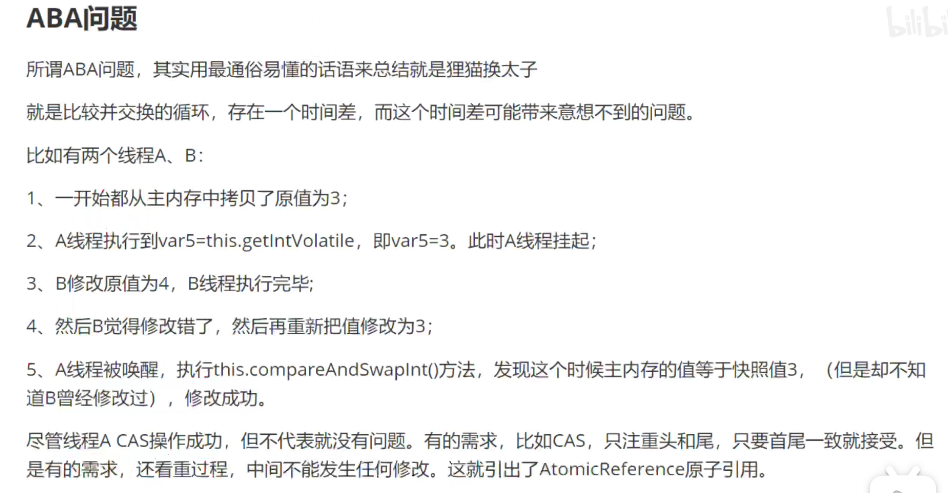 ABA问题
bilibi
所谓ABA问题，其实用最通俗易懂的话语来总结就是狸猫换太子
就是比较并交换的循环，存在一个时间差，而这个时间差可能带来意想不到的问题。
比如有两个线程A、B：
1、一开始都从主内存中拷贝了原值为3；
2、A线程执行到var5=this.getIntVolatile，即var5=3。此时A线程挂起；
3、B修改原值为4，B线程执行完毕;
4、然后B觉得修改错了，然后再重新把值修改为3；
5、A线程被唤醒，执行this.compareAndSwapInt()方法，发现这个时候主内存的值等于快照值3，（但是却不知
道B曾经修改过），修改成功。
尽管线程A CAS操作成功，但不代表就没有问题。有的需求，比如CAS，只注重头和尾，只要首尾一致就接受。但
是有的需求，还看重过程，中间不能发生任何修改。这就引出了AtomicReference原子引用。